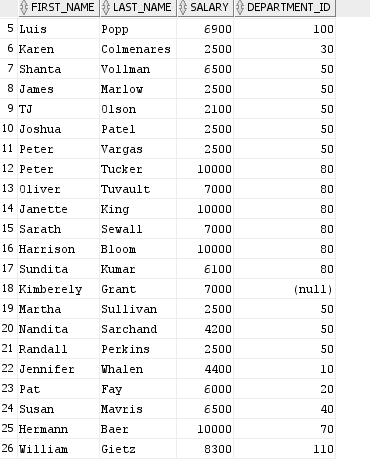 FIRST_NAME LAST_NAME SALARY DEPARTMENT_ID
5 Luis Popp 6900 100
6 Karen Colmenares 2500 30
7 Shanta Vollman 6500 50
8 James Marlow 2500 50
9 TJ Olson 2100 50
10 Joshua Patel 2500 50
11 Peter Vargas 2500 50
12 Peter Tucker 10000 80
13 Oliver Tuvault 7000 80
14 Janette King 10000 80
15 Sarath Sewall 7000 80
16 Harrison Bloom 10000 80
17 Sundita Kumar 6100 80
18 Kimberely Grant 7000 (null)
19 Martha Sullivan 2500 50
20 Nandita Sarchand 4200 50
21 Randall Perkins 2500 50
22 Jennifer Whalen 4400 10
23 Pat Fay 6000 20
24 Susan Mavris 6500 40
25 Hermann Baer 10000 70
26 William Gietz 8300 110